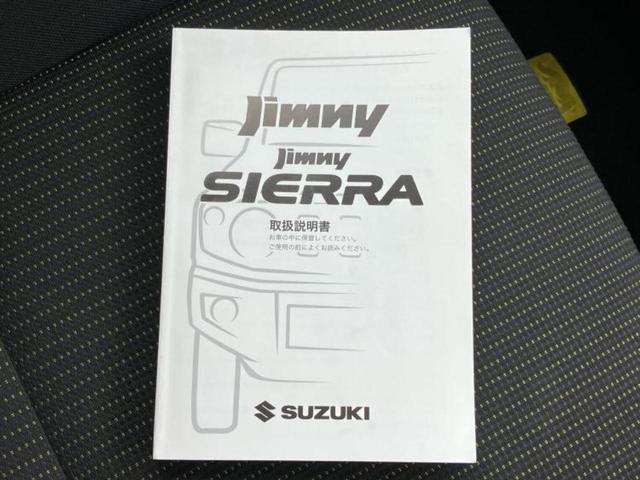 Jimny
Jimny
SIERRA
取扱説明書
お車の中に保管してください。
ご使用の前によくお読みください。
SUZUKI